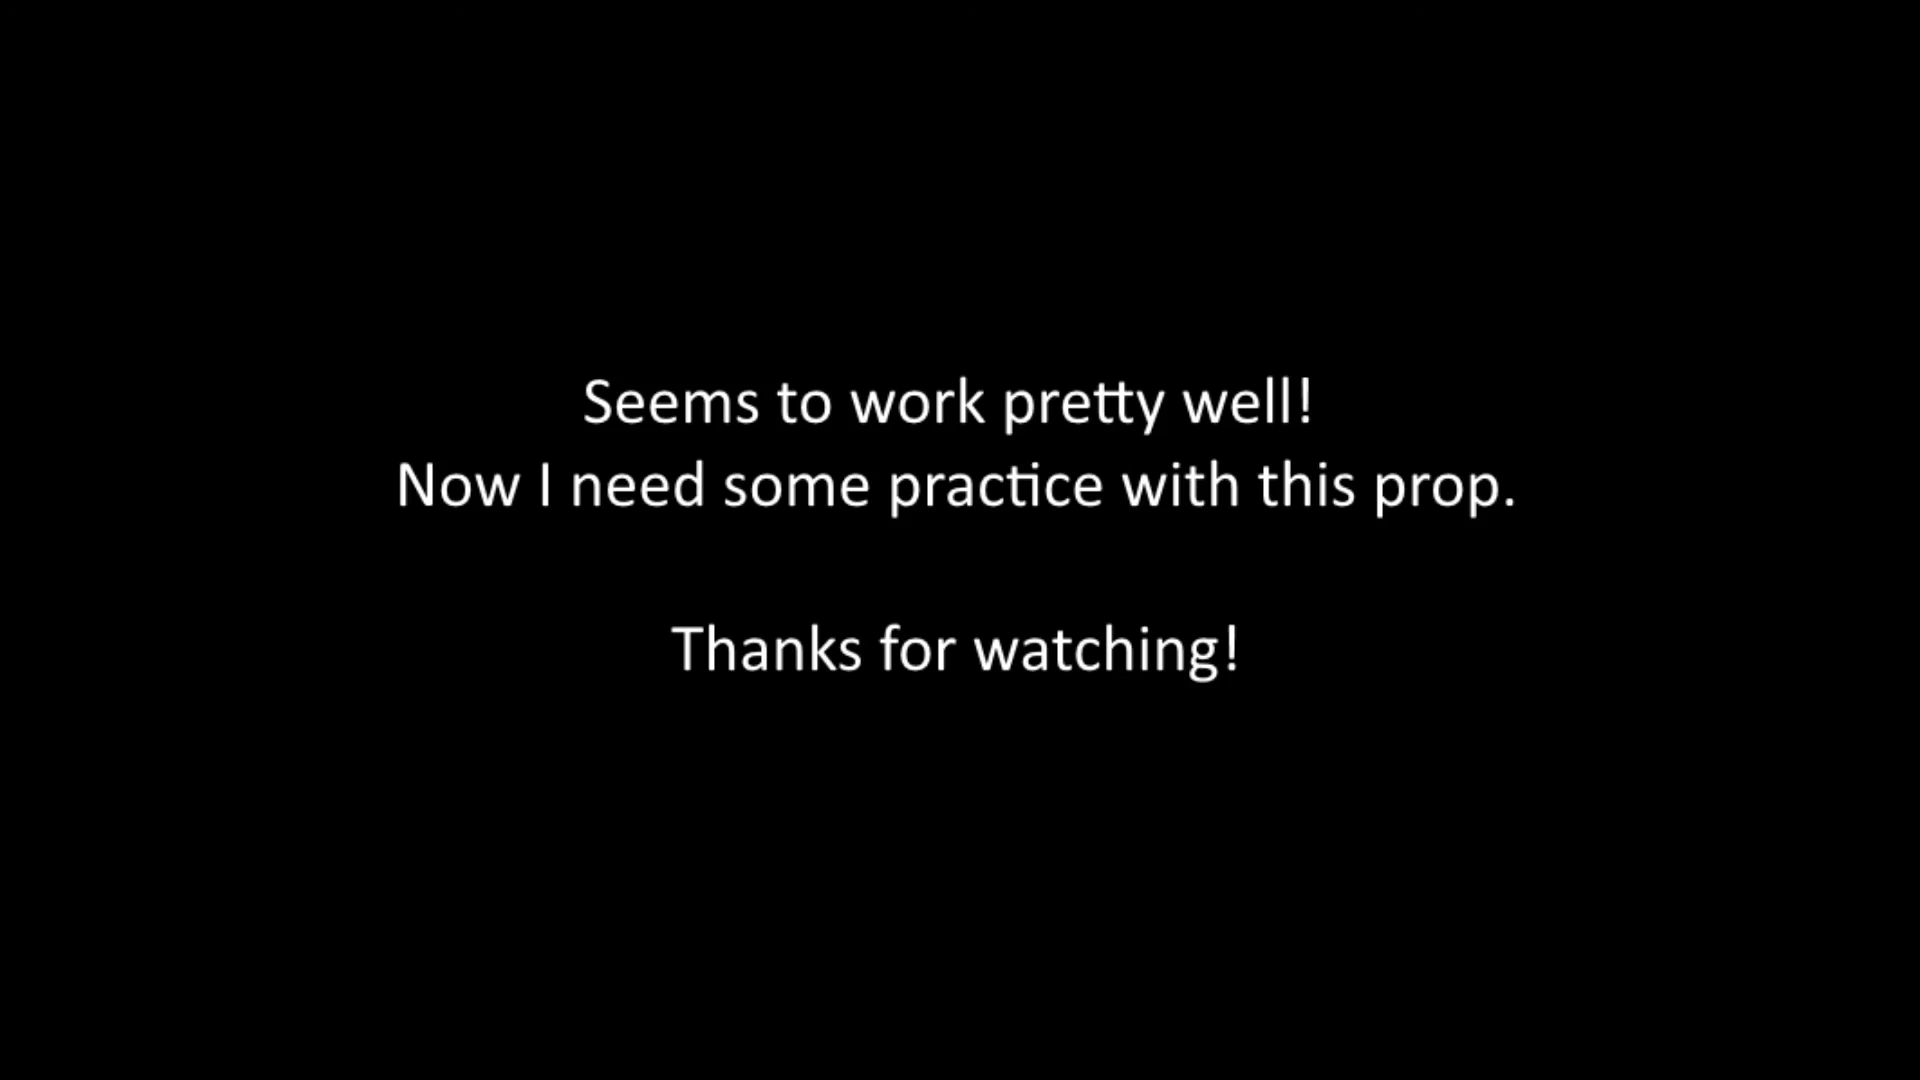 Seems to work pretty well!
Now I need some practice with this prop.
Thanks for watching!